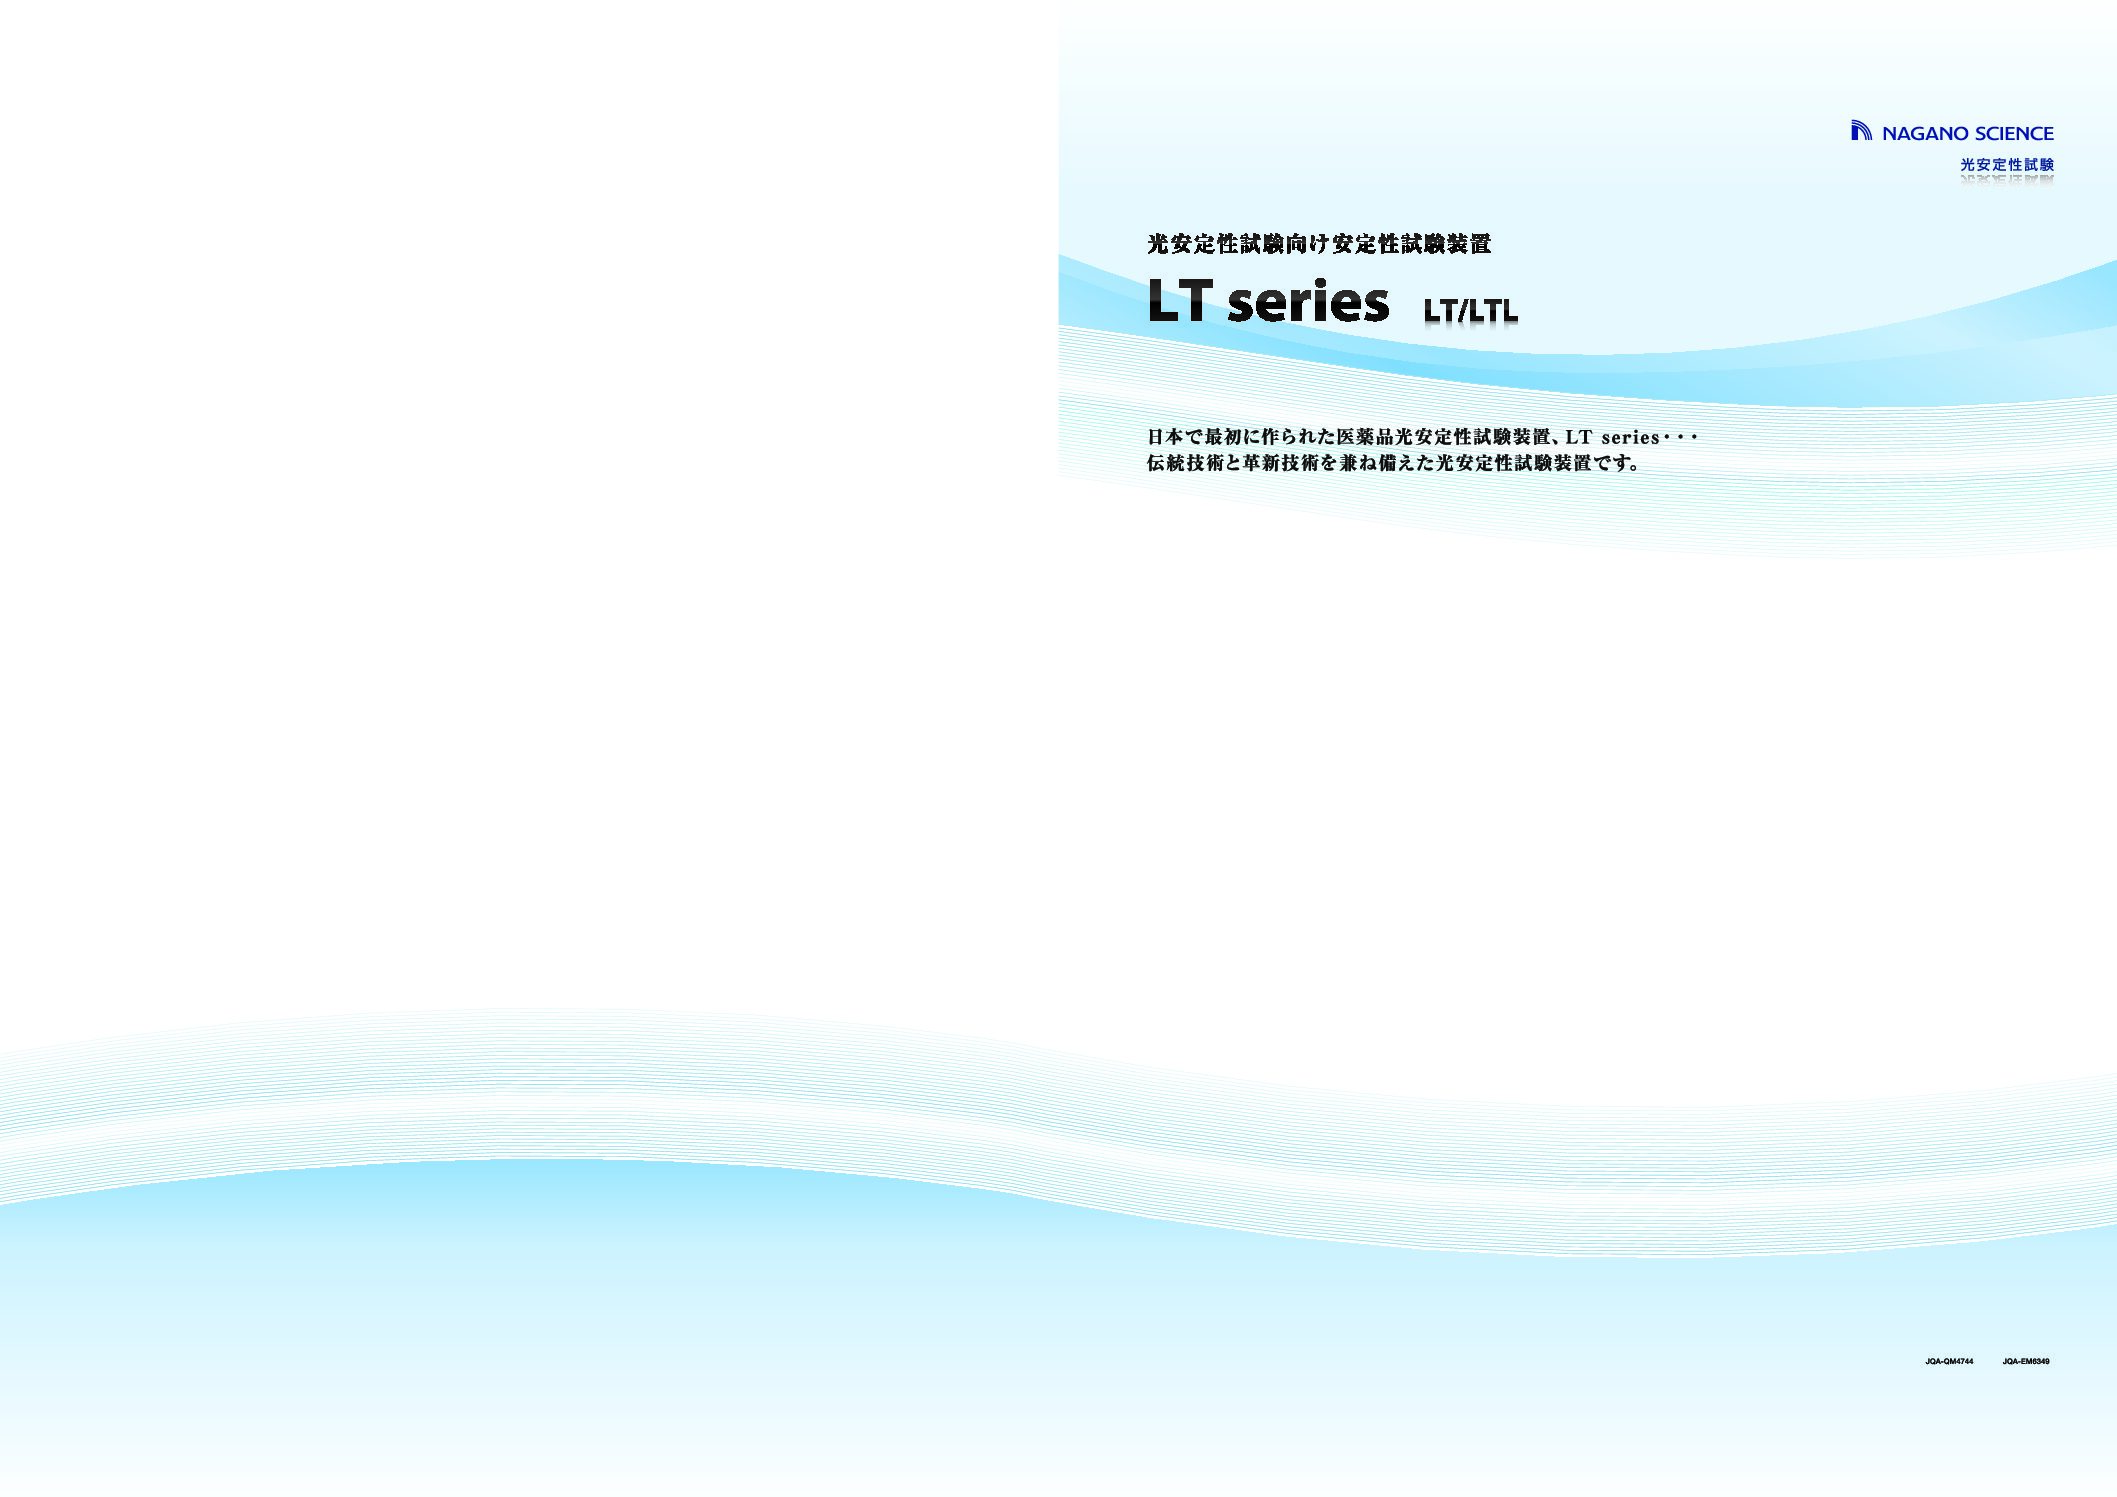 NAGANO SCIENCE
光安定性試験
光安定性試験向け安定性試験装置
LT series LT/LTL
日本で最初に作られた医薬品光安定性試験装置、LT series・・・
伝統技術と革新技術を兼ね備えた光安定性試験装置です。
JQA-QM4744 JQA-EM6349